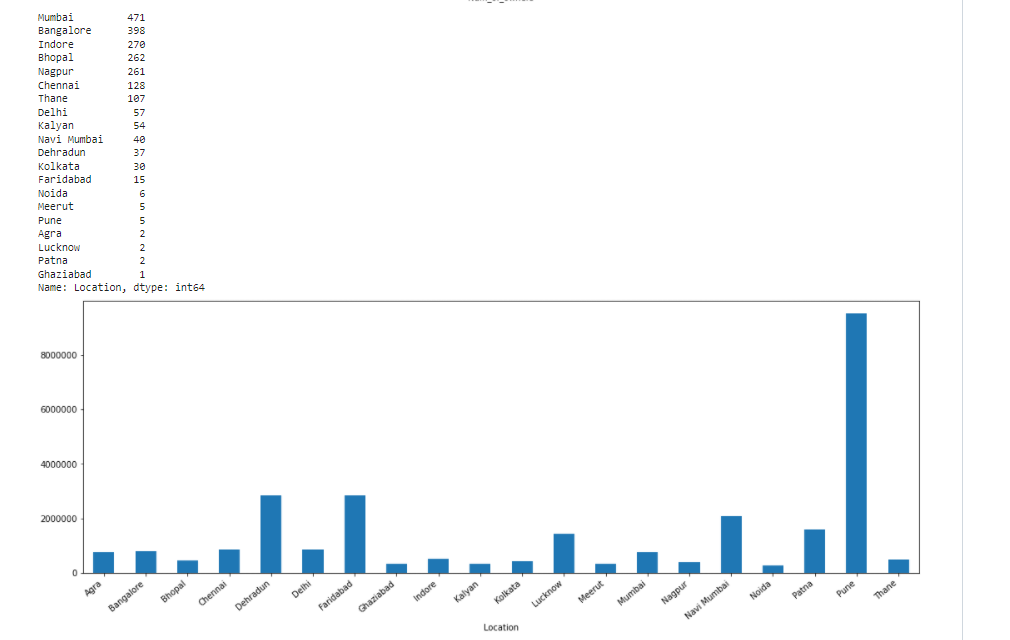 Mumbai 471
Bangalore 398
Indore 270
Bhopal 262
Nagpur 261
Chennai 128
Thane 107
Delhi 57
Kalyan 54
Navi Mumbai 40
Dehradun 37
Kolkata 30
Faridabad 15
Noida 6
Meerut 5
Pune 5
Agra 2
Lucknow 2
Patna 2
Ghaziabad 1
Name: Location, dtype: int64
8000000
6000000
4000000
2000000
0
Agra Bangalore Bhopal Chennai Dehradun Delhi Faridabad Ghaziabad Indore Kalyan Kolkata Lucknow Meerut Mumbai Nagpur Navi Mumbai Noida Patna Pune Thane
Location